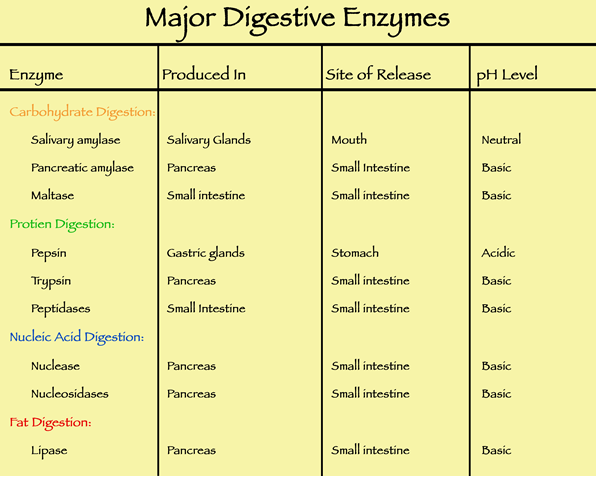 Major Digestive Enzymes
Enzyme Produced In Site of Release pH Level
Carbohydrate Digestion:
Salivary amylase Salivary Glands Mouth Neutral
Pancreatic amylase Pancreas Small Intestine Basic
Maltase Small intestine Small intestine Basic
Protien Digestion:
Pepsin Gastric glands Stomach Acidic
Trypsin Pancreas Small intestine Basic
Peptidases Small Intestine Small intestine Basic
Nucleic Acid Digestion:
Nuclease Pancreas Small intestine Basic
Nucleosidases Pancreas Small intestine Basic
Fat Digestion:
Lipase Pancreas Small intestine Basic